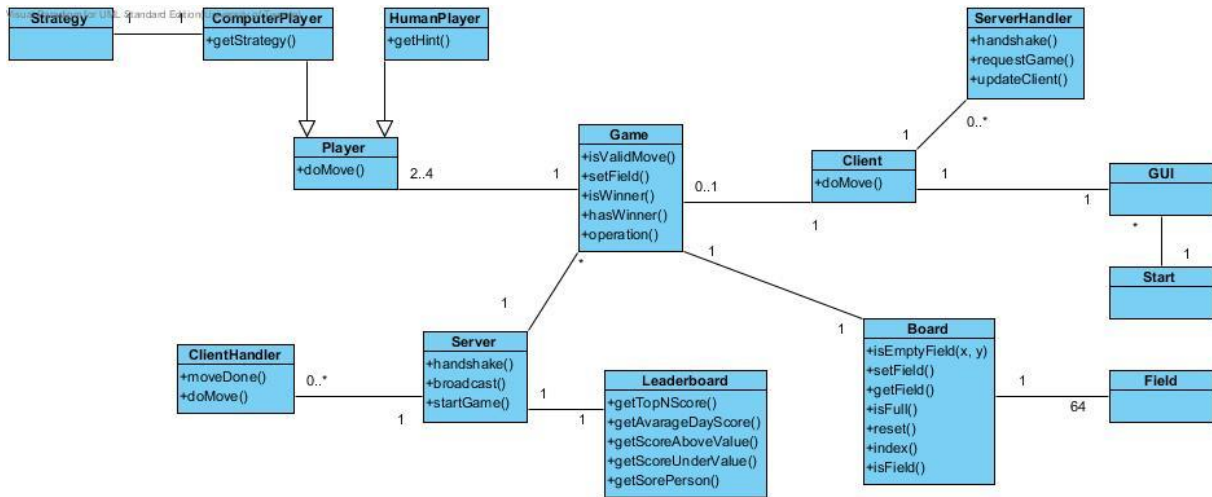 Strategy
1
1
ComputerPlayer
+getStrategy()
HumanPlayer
+getHint()
ServerHandler
+handshake()
+requestGame()
+updateClient()
Player
+doMove()
2..4
1
Game
+isValidMove()
+setField()
+isWinner()
+hasWinner()
+operation()
0..1
1
Client
+doMove()
1
0..*
1
1
GUI
*
1
Start
*
1
1
1
ClientHandler
+moveDone()
+doMove()
0..*
1
Server
+handshake()
+broadcast()
+startGame()
1
1
Leaderboard
+getTopNScore()
+getAvarageDayScore()
+getScoreAboveValue()
+getScoreUnderValue()
+getSorePerson()
Board
+isEmptyField(x, y)
+setField()
+getField()
+isFull()
+reset()
+index()
+isField()
1
64
Field